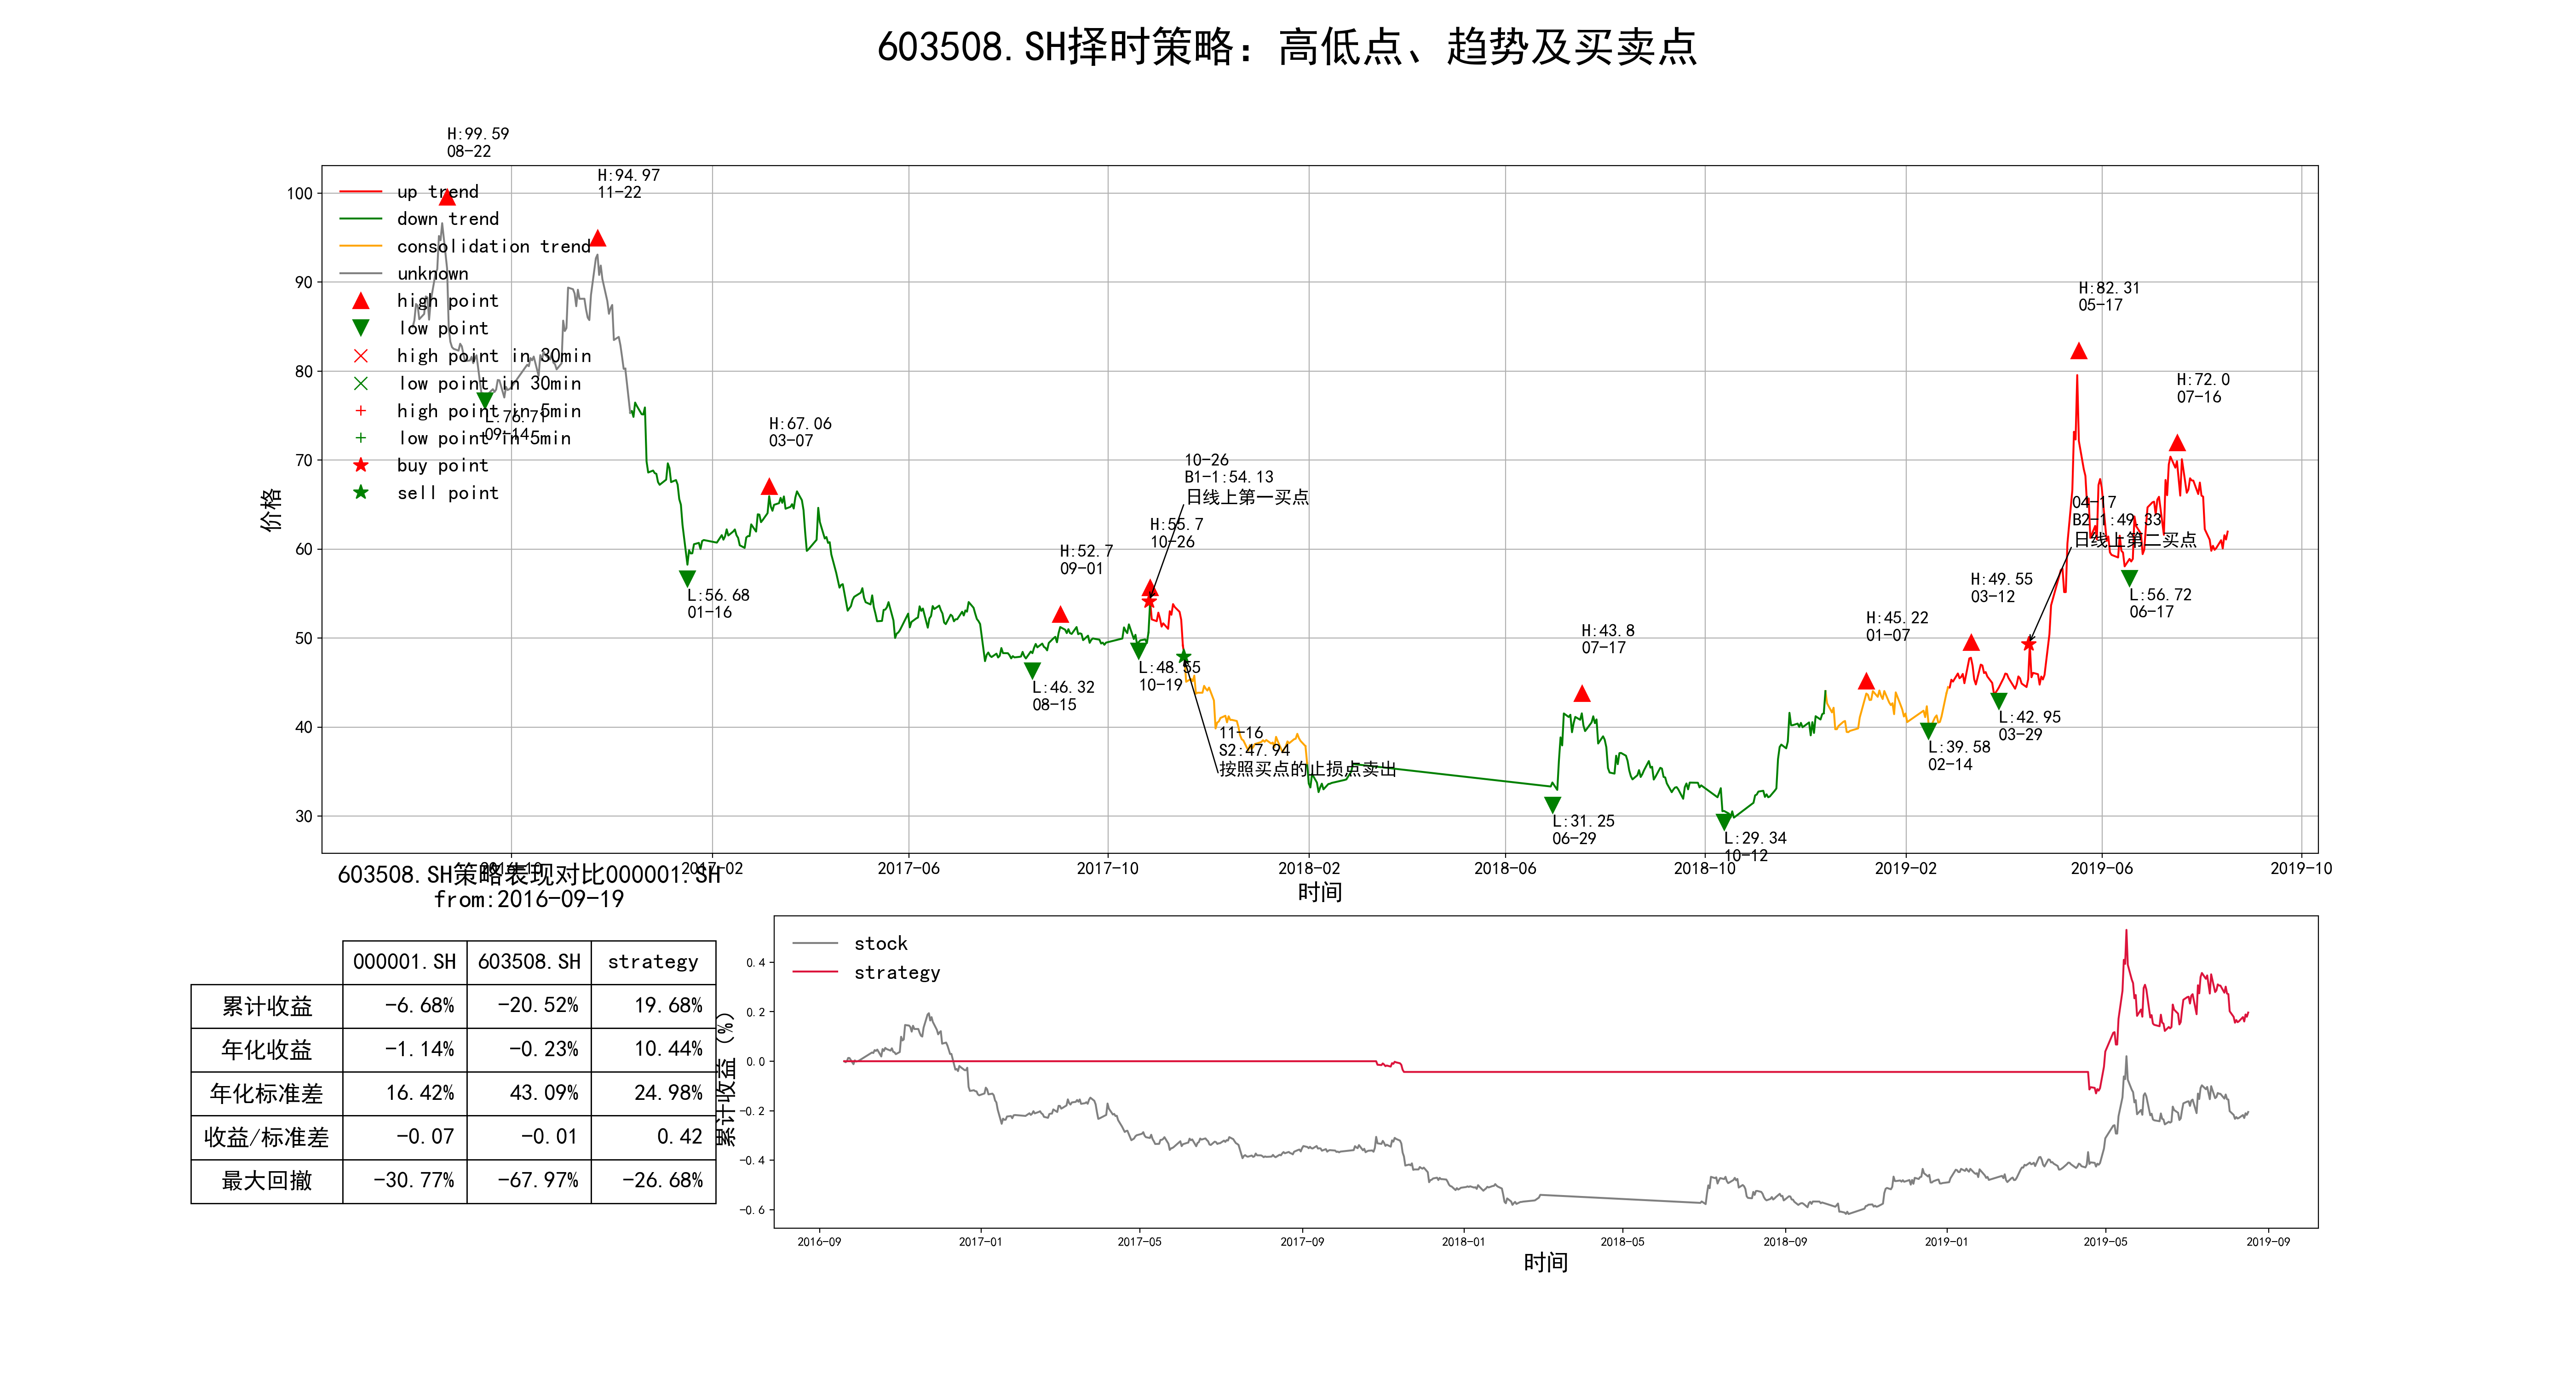 603508.SH择时策略：高低点、趋势及买卖点
H:99.59
08-22
H:94.97
11-22
up trend
down trend
consolidation trend
unknown
high point
low point
high point in 30min
low point in 30min
high point in 5min
low point in 5min
buy point
sell point
L:76.71
09-14
L:56.68
01-16
H:67.06
03-07
L:46.32
08-15
H:52.7
09-01
L:48.55
10-19
H:55.7
10-26
10-26
B1-1:54.13
日线上第一买点
11-16
S2:47.94
按照买点的止损点卖出
L:31.25
06-29
H:43.8
07-17
L:29.34
10-12
H:45.22
01-07
L:39.58
02-14
H:49.55
03-12
L:42.95
03-29
04-17
B2-1:49.33
日线上第二买点
H:82.31
05-17
L:56.72
06-17
H:72.0
07-16
价格
100
90
80
70
60
50
40
30
2016-10
2017-02
2017-06
2017-10
2018-02
2018-06
2018-10
2019-02
2019-06
2019-10
时间
603508.SH策略表现对比000001.SH
from:2016-09-19
000001.SH 603508.SH strategy
累计收益 -6.68% -20.52% 19.68%
年化收益 -1.14% -0.23% 10.44%
年化标准差 16.42% 43.09% 24.98%
收益/标准差 -0.07 -0.01 0.42
最大回撤 -30.77% -67.97% -26.68%
stock
strategy
累计收益（%）
0.4
0.2
0.0
-0.2
-0.4
-0.6
2016-09
2017-01
2017-05
2017-09
2018-01
2018-05
2018-09
2019-01
2019-05
2019-09
时间